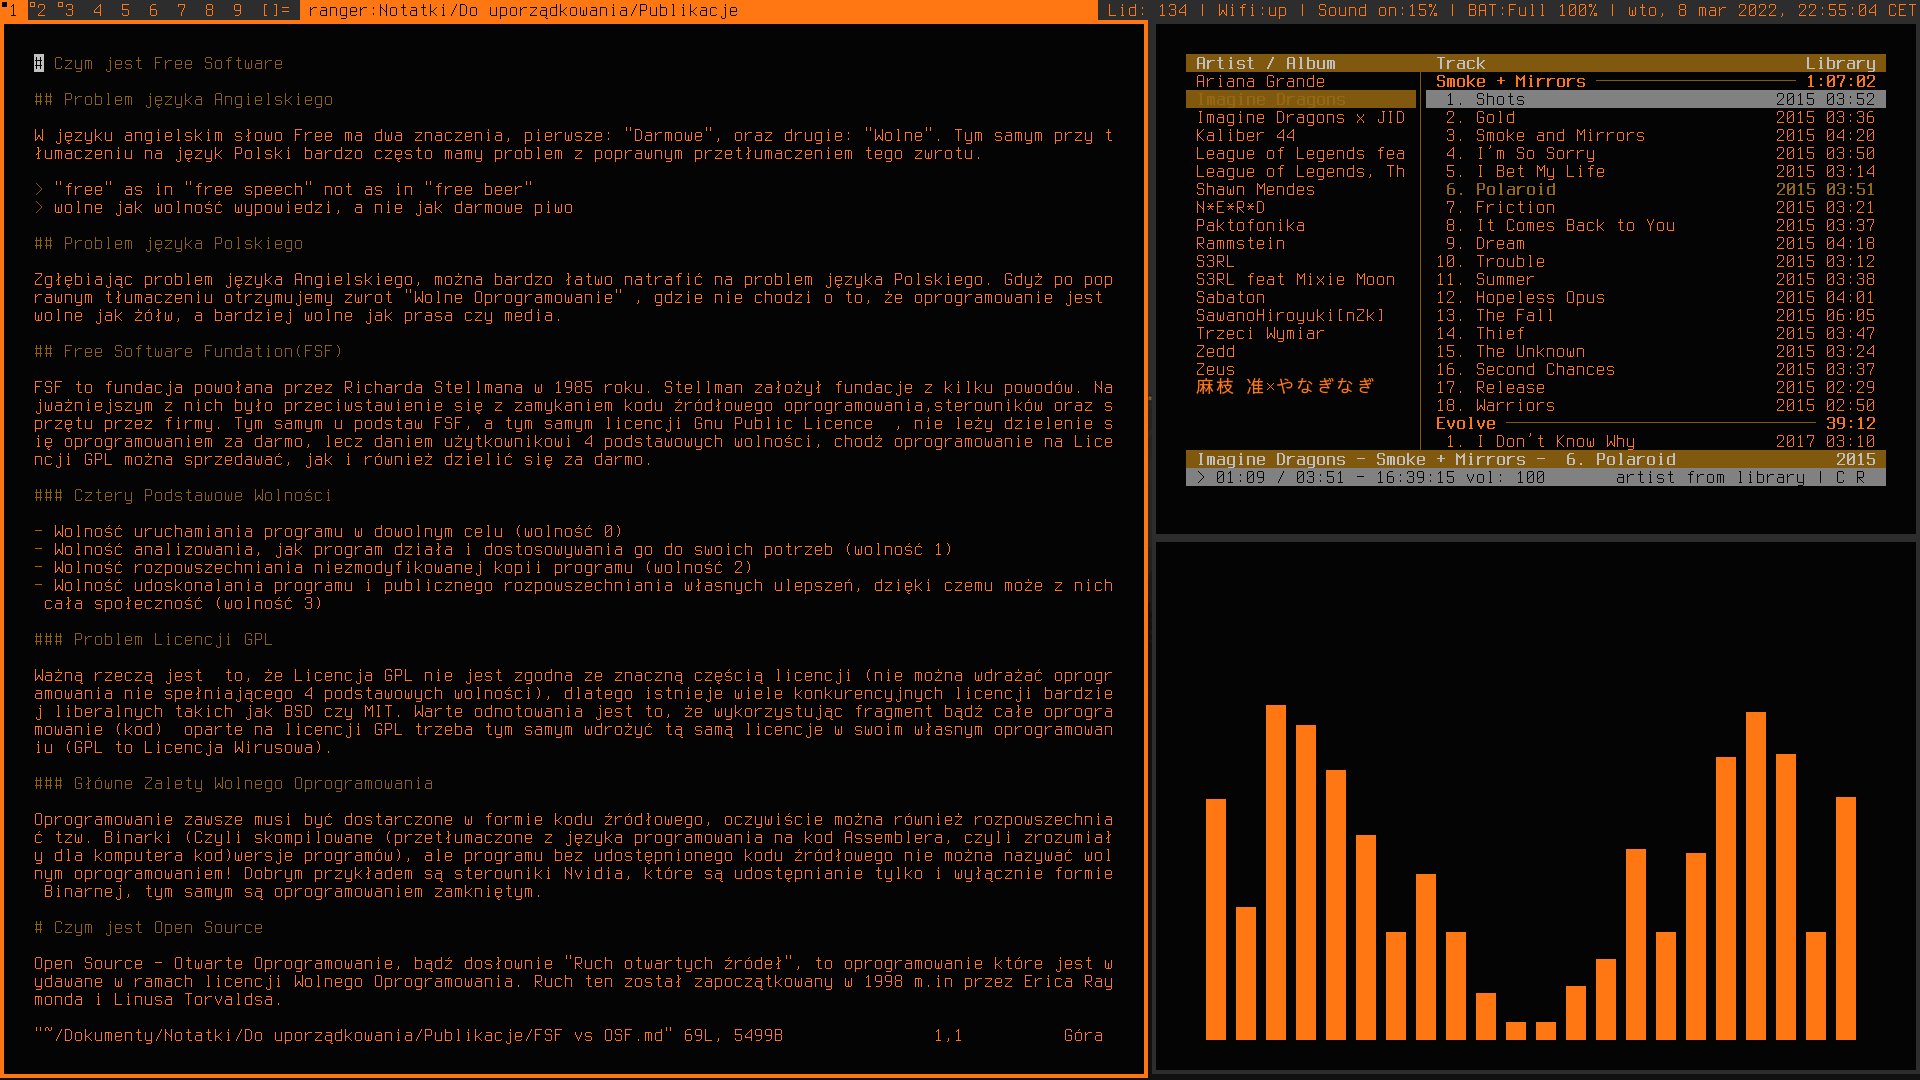 1 2 3 4 5 6 7 8 9 []= ranger:Notatki/Do uporządkowania/Publikacje
Lid: 134 | Wifi:up | Sound on:15% | BAT:Full 100% | wto, 8 mar 2022, 22:55:04 CET
# Czym jest Free Software
## Problem języka Angielskiego
W języku angielskim słowo Free ma dwa znaczenia, pierwsze: "Darmowe", oraz drugie: "Wolne". Tym samym przy t
łumaczeniu na język Polski bardzo często mamy problem z poprawnym przetłumaczeniem tego zwrotu.
> "free" as in "free speech" not as in "free beer"
> wolne jak wolność wypowiedzi, a nie jak darmowe piwo
## Problem języka Polskiego
Zgłębiając problem języka Angielskiego, można bardzo łatwo natrafić na problem języka Polskiego. Gdyż po pop
rawnym tłumaczeniu otrzymujemy zwrot "Wolne Oprogramowanie" , gdzie nie chodzi o to, że oprogramowanie jest
wolne jak żółw, a bardziej wolne jak prasa czy media.
## Free Software Fundation(FSF)
FSF to fundacja powołana przez Richarda Stellmana w 1985 roku. Stellman założył fundacje z kilku powodów. Na
jważniejszym z nich było przeciwstawienie się z zamykaniem kodu źródłowego oprogramowania,sterowników oraz s
przętu przez firmy. Tym samym u podstaw FSF, a tym samym licencji Gnu Public Licence  , nie leży dzielenie s
ię oprogramowaniem za darmo, lecz daniem użytkownikowi 4 podstawowych wolności, chodź oprogramowanie na Lice
ncji GPL można sprzedawać, jak i również dzielić się za darmo.
### Cztery Podstawowe Wolności
- Wolność uruchamiania programu w dowolnym celu (wolność 0)
- Wolność analizowania, jak program działa i dostosowywania go do swoich potrzeb (wolność 1)
- Wolność rozpowszechniania niezmodyfikowanej kopii programu (wolność 2)
- Wolność udoskonalania programu i publicznego rozpowszechniania własnych ulepszeń, dzięki czemu może z nich
cała społeczność (wolność 3)
### Problem Licencji GPL
Ważną rzeczą jest  to, że Licencja GPL nie jest zgodna ze znaczną częścią licencji (nie można wdrażać oprogr
amowania nie spełniającego 4 podstawowych wolności), dlatego istnieje wiele konkurencyjnych licencji bardzie
j liberalnych takich jak BSD czy MIT. Warte odnotowania jest to, że wykorzystując fragment bądź całe oprogra
mowanie (kod)  oparte na licencji GPL trzeba tym samym wdrożyć tą samą licencje w swoim własnym oprogramowan
iu (GPL to Licencja Wirusowa).
### Główne Zalety Wolnego Oprogramowania
Oprogramowanie zawsze musi być dostarczone w formie kodu źródłowego, oczywiście można również rozpowszechnia
ć tzw. Binarki (Czyli skompilowane (przetłumaczone z języka programowania na kod Assemblera, czyli zrozumiał
y dla komputera kod)wersje programów), ale programu bez udostępnionego kodu źródłowego nie można nazywać wol
nym oprogramowaniem! Dobrym przykładem są sterowniki Nvidia, które są udostępnianie tylko i wyłącznie formie
Binarnej, tym samym są oprogramowaniem zamkniętym.
# Czym jest Open Source
Open Source - Otwarte Oprogramowanie, bądź dosłownie "Ruch otwartych źródeł", to oprogramowanie które jest w
ydawane w ramach licencji Wolnego Oprogramowania. Ruch ten został zapoczątkowany w 1998 m.in przez Erica Ray
monda i Linusa Torvaldsa.
"~/Dokumenty/Notatki/Do uporządkowania/Publikacje/FSF vs OSF.md" 69L, 5499B 1,1 Góra
Artist / Album
Ariana Grande
Imagine Dragons
Imagine Dragons x JID
Kaliber 44
League of Legends fea
League of Legends, Th
Shawn Mendes
N*E*R*D
Paktofonika
Rammstein
S3RL
S3RL feat Mixie Moon
Sabaton
SawanoHiroyuki[nZk]
Trzeci Wymiar
Zedd
Zeus
麻枝 准×やなぎなぎ
Track Library
Smoke + Mirrors 1:07:02
1. Shots 2015 03:52
2. Gold 2015 03:36
3. Smoke and Mirrors 2015 04:20
4. I'm So Sorry 2015 03:50
5. I Bet My Life 2015 03:14
6. Polaroid 2015 03:51
7. Friction 2015 03:21
8. It Comes Back to You 2015 03:37
9. Dream 2015 04:18
10. Trouble 2015 03:12
11. Summer 2015 03:38
12. Hopeless Opus 2015 04:01
13. The Fall 2015 06:05
14. Thief 2015 03:47
15. The Unknown 2015 03:24
16. Second Chances 2015 03:37
17. Release 2015 02:29
18. Warriors 2015 02:50
Evolve 39:12
1. I Don't Know Why 2017 03:10
Imagine Dragons - Smoke + Mirrors -  6. Polaroid 2015
> 01:09 / 03:51 - 16:39:15 vol: 100 artist from library | C R